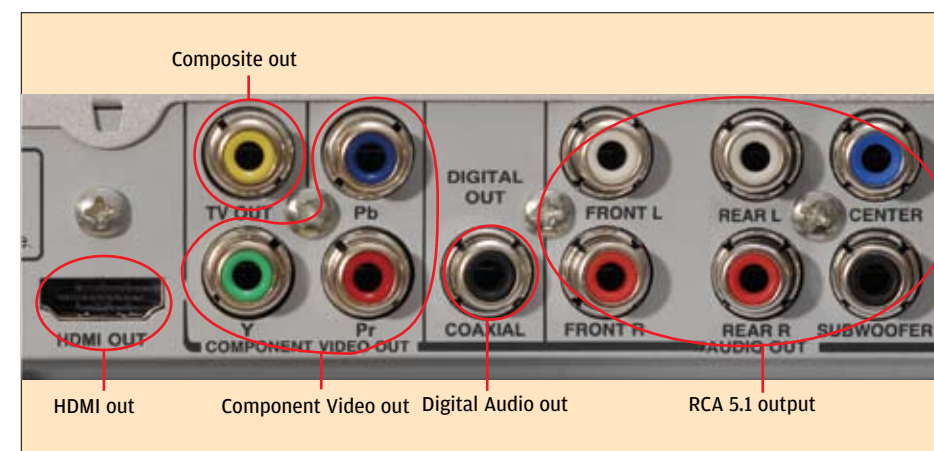 Composite out
DIGITAL
OUT
TV OUT
Pb
FRONT L
REAR L
CENTER
e.
HDMI OUT
Y
Pr
COAXIAL
FRONT R
REAR R
SUBWOOFER
COMPONENT VIDEO OUT
AUDIO OUT
HDMI out
Component Video out
Digital Audio out
RCA 5.1 output